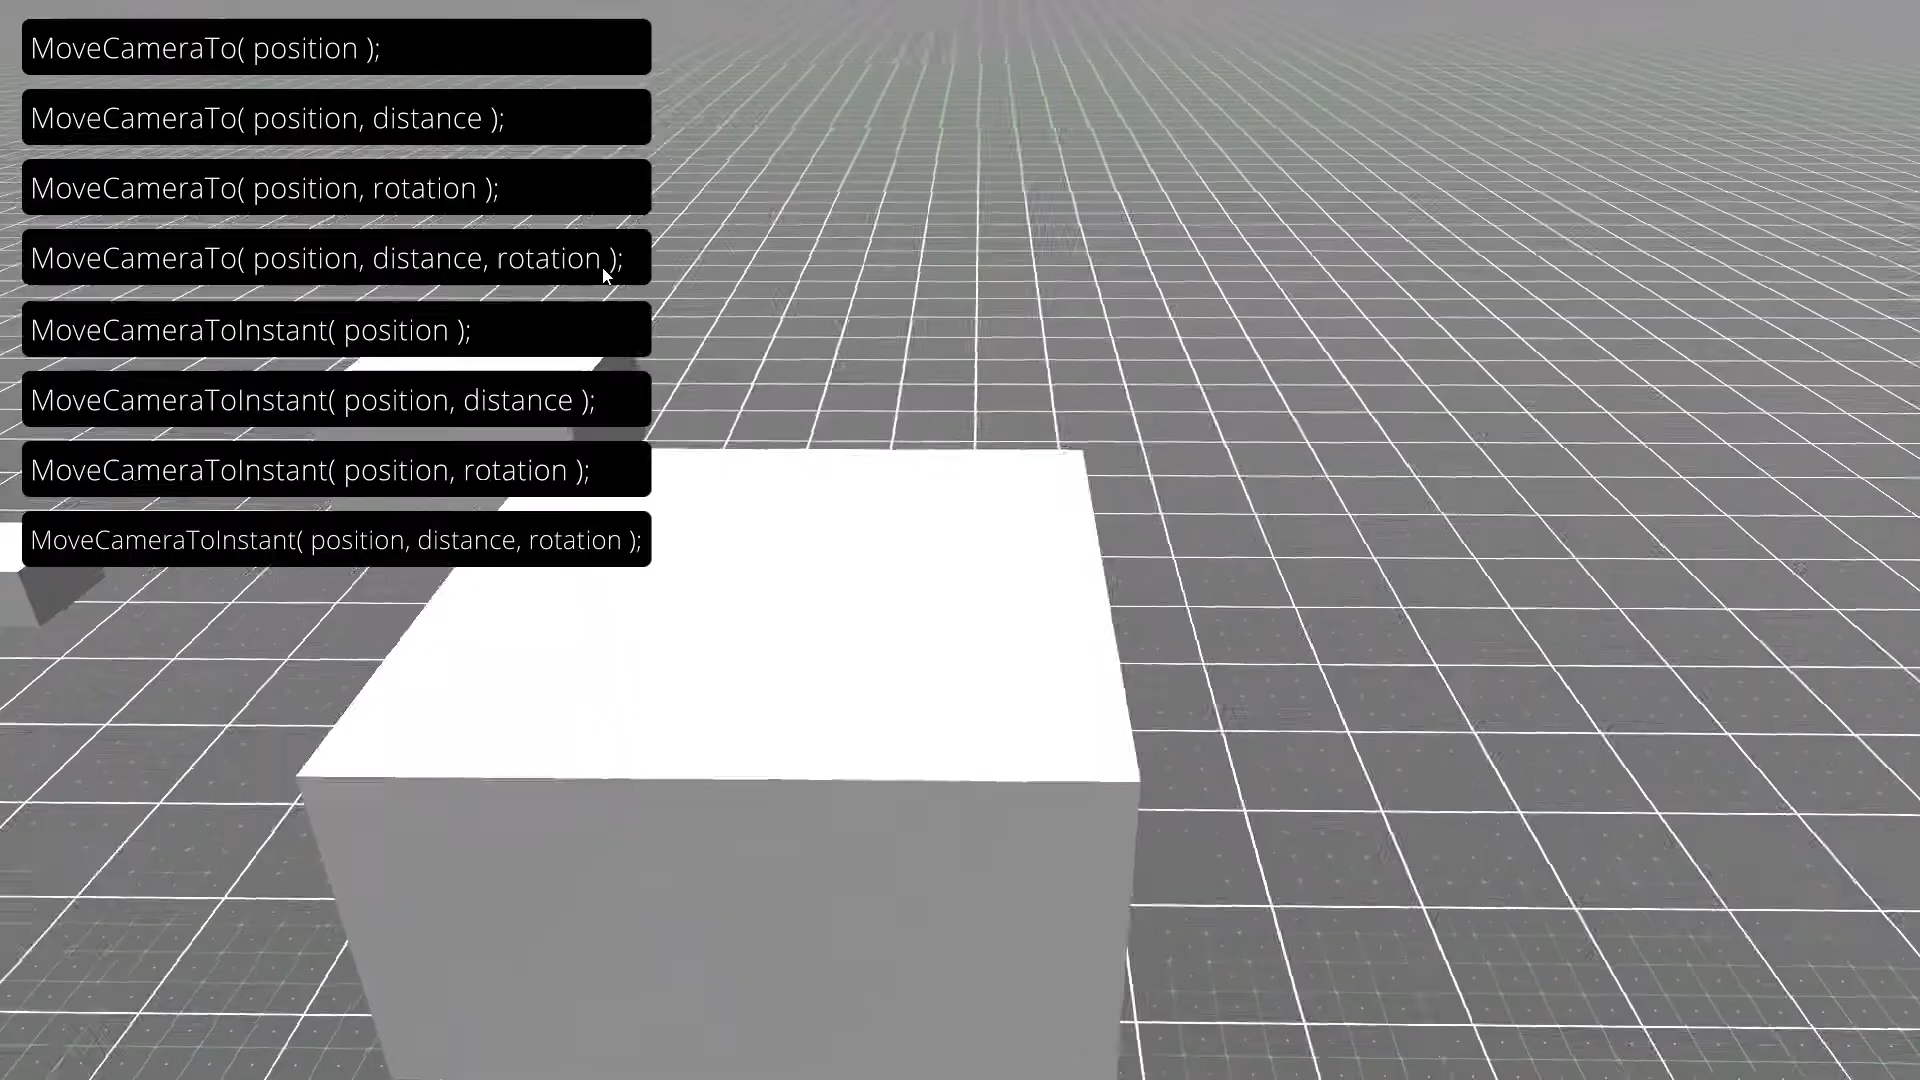 MoveCameraTo( position );
MoveCameraTo( position, distance );
MoveCameraTo( position, rotation );
MoveCameraTo( position, distance, rotation );
MoveCameraToInstant( position );
MoveCameraToInstant( position, distance );
MoveCameraToInstant( position, rotation );
MoveCameraToInstant( position, distance, rotation );